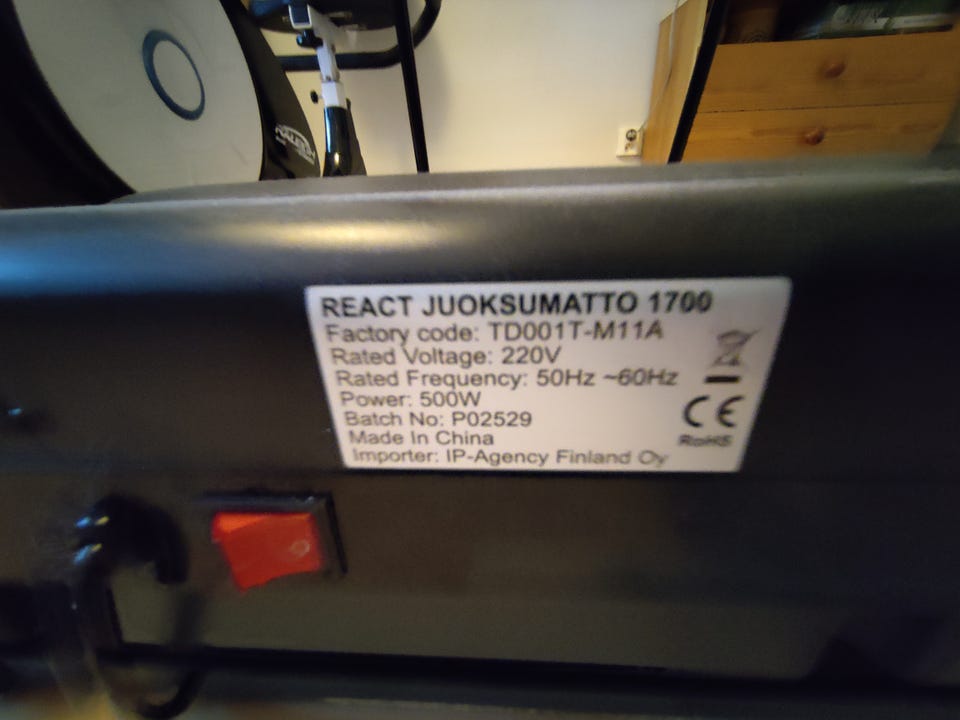 REACT JUOKSUMATTO 1700
Factory code: TD001T-M11A
Rated Voltage: 220V
Rated Frequency: 50Hz ~60Hz
Power: 500W
Batch No: P02529
Made In China
Importer: IP-Agency Finland Oy
CE
RoHS